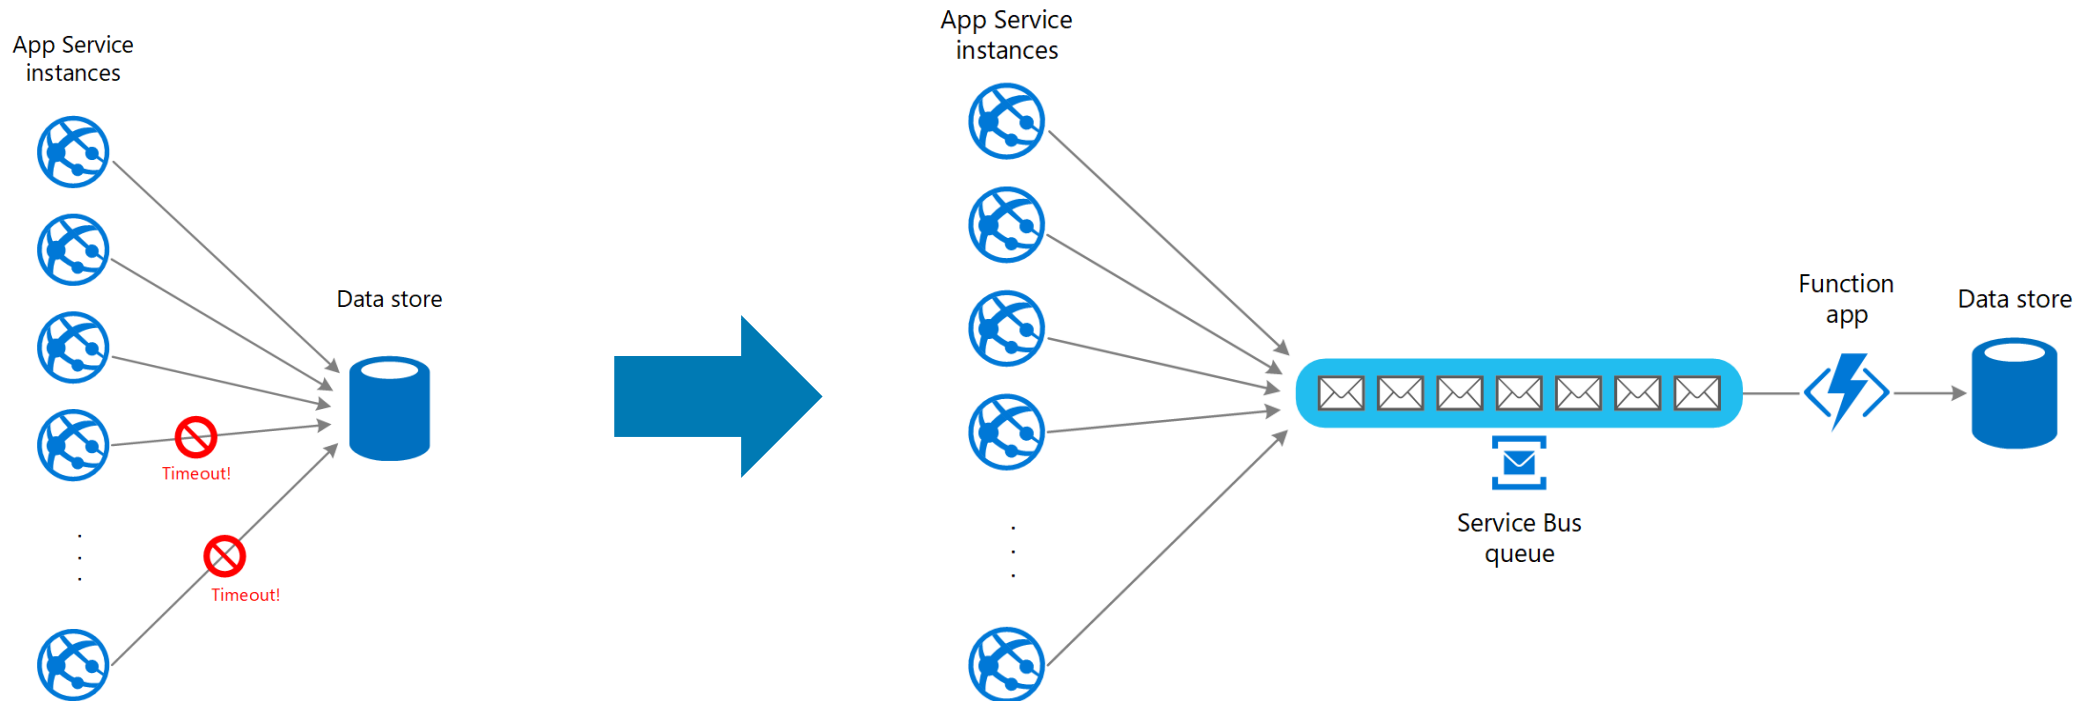 App Service
instances
Data store
Timeout!
.
.
.
Timeout!
App Service
instances
.
.
.
Service Bus
queue
Function
app
Data store